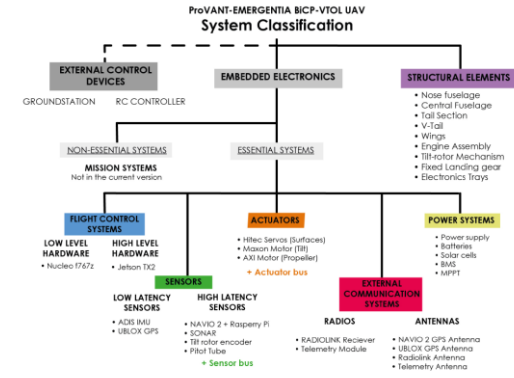 ProVANT-EMERGENTIA BiCP-VTOL UAV
System Classification
EXTERNAL CONTROL
DEVICES
GROUNDSTATION
RC CONTROLLER
EMBEDDED ELECTRONICS
STRUCTURAL ELEMENTS
• Nose fuselage
• Central Fuselage
• Tail Section
• V-Tail
• Wings
• Engine Assembly
• Tilt-rotor Mechanism
• Fixed Landing gear
• Electronics Trays
NON-ESSENTIAL SYSTEMS
MISSION SYSTEMS
Not in the current version
ESSENTIAL SYSTEMS
FLIGHT CONTROL
SYSTEMS
LOW LEVEL
HARDWARE
• Nucleo f767z
HIGH LEVEL
HARDWARE
• Jetson TX2
SENSORS
LOW LATENCY
SENSORS
• ADIS IMU
• UBLOX GPS
HIGH LATENCY
SENSORS
• NAVIO 2 + Rasperry Pi
• SONAR
• Tilt rotor encoder
• Pitot Tube
+ Sensor bus
ACTUATORS
• Hitec Servos (Surfaces)
• Maxon Motor (Tilt)
• AXI Motor (Propeller)
+ Actuator bus
EXTERNAL
COMMUNICATION
SYSTEMS
RADIOS
• RADIOLINK Reciever
• Telemetry Module
ANTENNAS
• NAVIO 2 GPS Antenna
• UBLOX GPS Antenna
• Radiolink Antenna
• Telemetry Antenna
POWER SYSTEMS
• Power supply
• Batteries
• Solar cells
• BMS
• MPPT